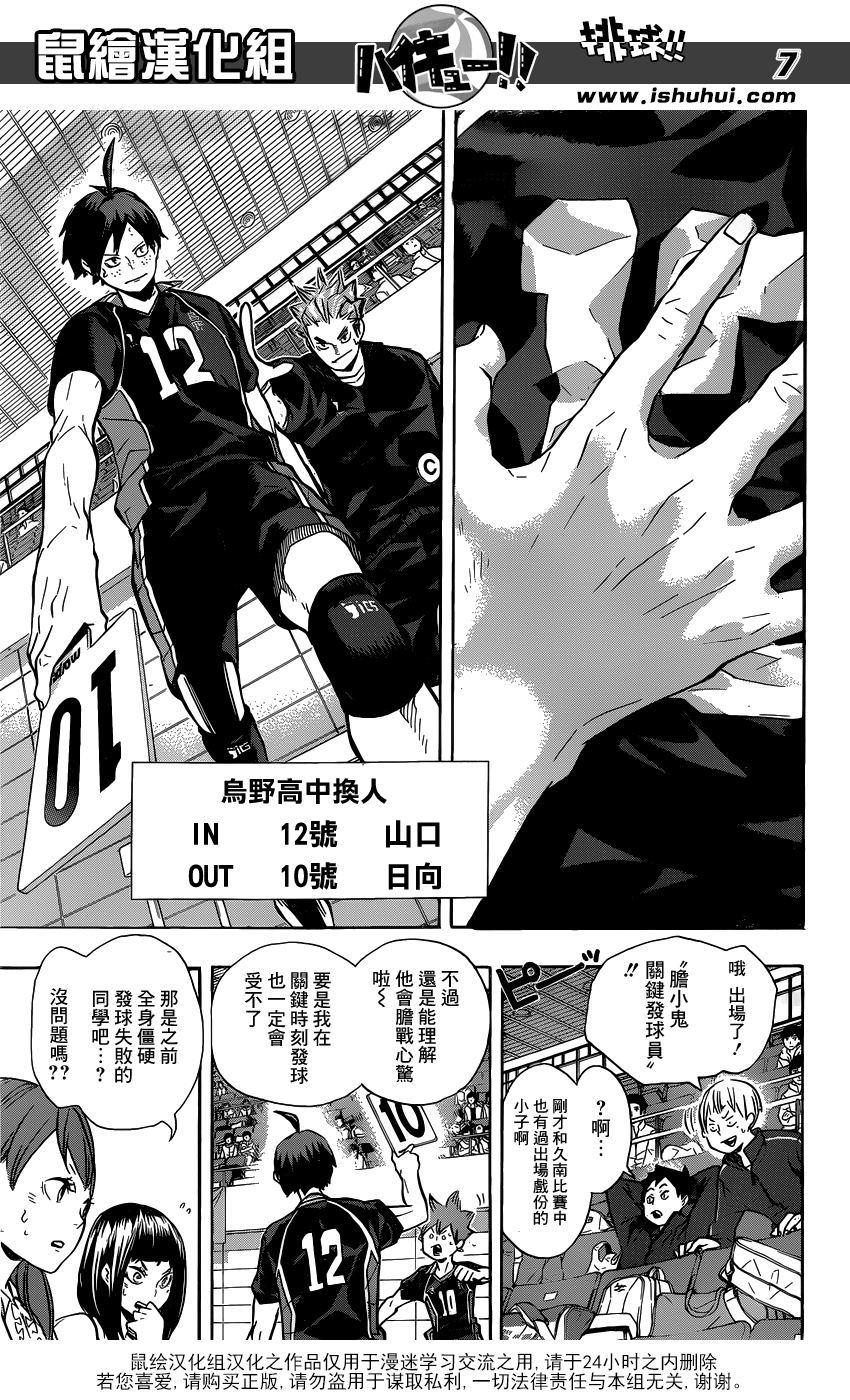 鼠繪漢化組
ハイキュー!!
排球!!
7
www.ishuhui.com
12
C
10
烏野高中換人
IN 12號 山口
OUT 10號 日向
ピーッ
哦 出場了!
〝膽小鬼
關鍵發球員〞
!!
?啊…
剛才和久南比賽中
也有過出場戲份的
小子啊
不過
還是能理解
他會膽戰心驚
啦~
要是我在
關鍵時刻發球
也一定會
受不了
10
12
10
那是之前
全身僵硬
發球失敗的
同學吧…?
沒問題嗎??
鼠绘汉化组汉化之作品仅用于漫迷学习交流之用, 请于24小时之内删除
若您喜爱, 请购买正版, 请勿盗用于谋取私利, 一切法律责任与本组无关, 谢谢。